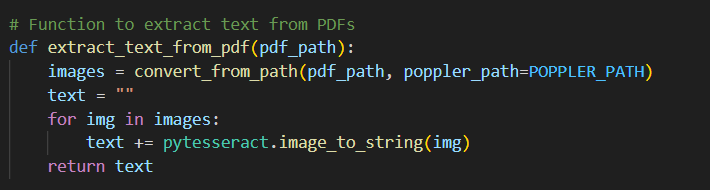 # Function to extract text from PDFs
def extract_text_from_pdf(pdf_path):
    images = convert_from_path(pdf_path, poppler_path=POPPLER_PATH)
    text = ""
    for img in images:
        text += pytesseract.image_to_string(img)
    return text